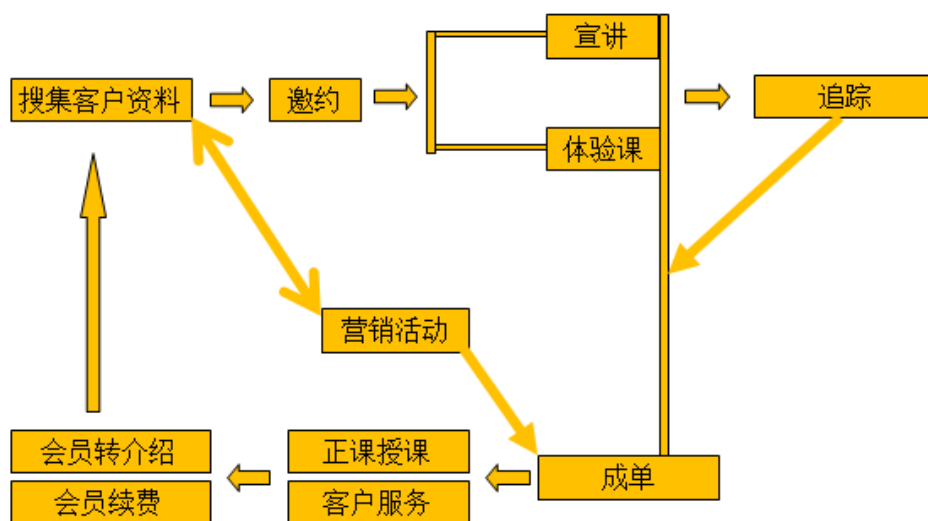 宣讲
搜集客户资料
邀约
追踪
体验课
营销活动
会员转介绍
正课授课
成单
会员续费
客户服务